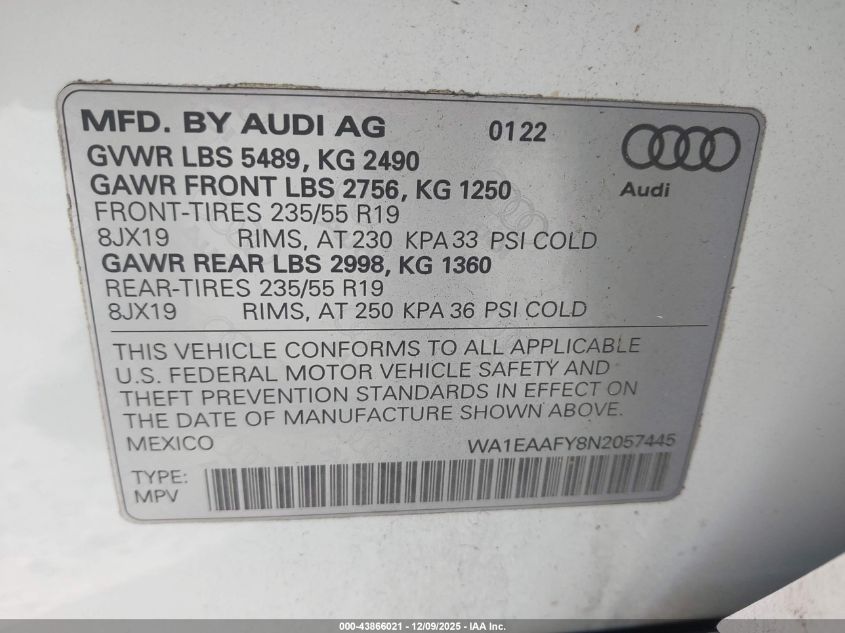 MFD. BY AUDI AG 0122
GVWR LBS 5489, KG 2490
GAWR FRONT LBS 2756, KG 1250
Audi
FRONT-TIRES 235/55 R19
8JX19 RIMS, AT 230 KPA 33 PSI COLD
GAWR REAR LBS 2998, KG 1360
REAR-TIRES 235/55 R19
8JX19 RIMS, AT 250 KPA 36 PSI COLD
THIS VEHICLE CONFORMS TO ALL APPLICABLE
U.S. FEDERAL MOTOR VEHICLE SAFETY AND
THEFT PREVENTION STANDARDS IN EFFECT ON
THE DATE OF MANUFACTURE SHOWN ABOVE.
MEXICO WA1EAAFY8N2057445
TYPE:
MPV
000-43866021 - 12/09/2025 - IAA Inc.